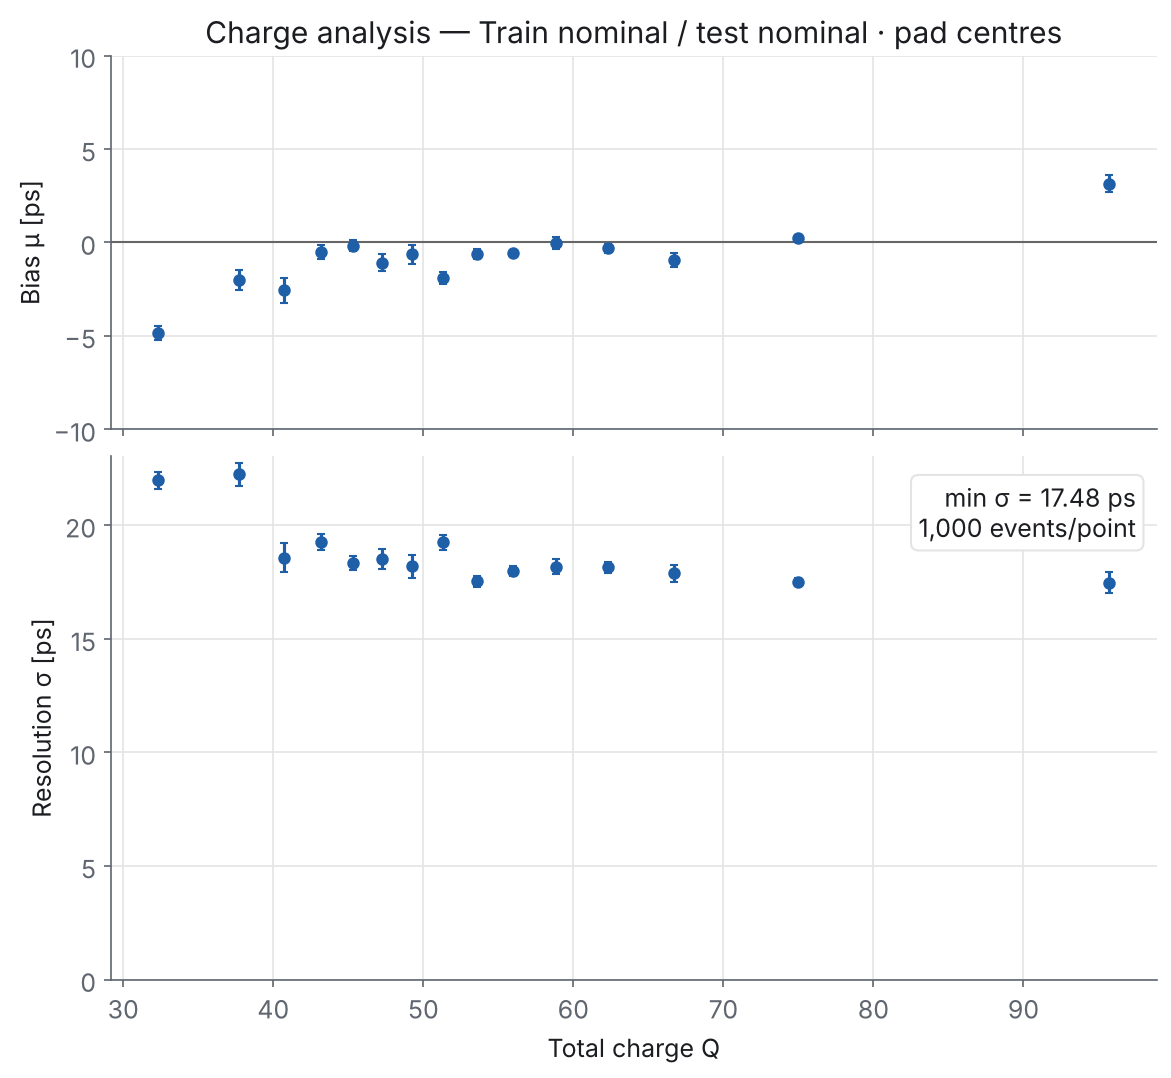 Charge analysis — Train nominal / test nominal · pad centres
10
5
0
−5
−10
Bias μ [ps]
min σ = 17.48 ps
1,000 events/point
20
15
10
5
0
Resolution σ [ps]
30 40 50 60 70 80 90
Total charge Q